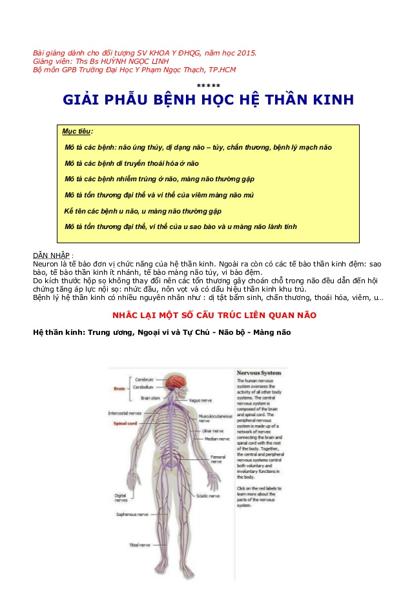 Bài giảng dành cho đối tượng SV KHOA Y ĐHQG, năm học 2015.
Giảng viên: Ths Bs HUỲNH NGỌC LINH
Bộ môn GPB Trường Đại Học Y Phạm Ngọc Thạch, TP.HCM
*****
GIẢI PHẪU BỆNH HỌC HỆ THẦN KINH
Mục tiêu:
Mô tả các bệnh: não úng thủy, dị dạng não – tủy, chấn thương, bệnh lý mạch não
Mô tả các bệnh di truyền thoái hóa ở não
Mô tả các bệnh nhiễm trùng ở não, màng não thường gặp
Mô tả tổn thương đại thể và vi thể của viêm màng não mủ
Kể tên các bệnh u não, u màng não thường gặp
Mô tả tổn thương đại thể, vi thể của u sao bào và u màng não lành tính
DẪN NHẬP :
Neuron là tế bào đơn vị chức năng của hệ thần kinh. Ngoài ra còn có các tế bào thần kinh đệm: sao
bào, tế bào thần kinh ít nhánh, tế bào màng não tủy, vi bào đệm.
Do kích thước hộp sọ không thay đổi nên các tổn thương gây choán chỗ trong não đều dẫn đến hội
chứng tăng áp lực nội sọ: nhức đầu, nôn vọt và có dấu hiệu thần kinh khu trú.
Bệnh lý hệ thần kinh có nhiều nguyên nhân như : dị tật bẩm sinh, chấn thương, thoái hóa, viêm, u…
NHẮC LẠI MỘT SỐ CẤU TRÚC LIÊN QUAN NÃO
Hệ thần kinh: Trung ương, Ngoại vi và Tự Chủ - Não bộ - Màng não
Brain
Cerebrum
Cerebellum
Brain stem
Vagus nerve
Intercostal nerves
Spinal cord
Musculocutaneous
nerve
Ulnar nerve
Median nerve
Femoral
nerve
Digital
nerves
Sciatic nerve
Saphenous nerve
Tibial nerve
Nervous System
The human nervous
system oversees the
activity of all other body
systems. The central
nervous system is
composed of the brain
and spinal cord. The
peripheral nervous
system is made up of a
network of nerves
connecting the brain and
and spinal cord with the rest
of the body. Together,
the central and peripheral
nervous systems control
both voluntary and
involuntary functions in
the body.
Click on the red labels to
learn more about the
parts of the nervous
system.